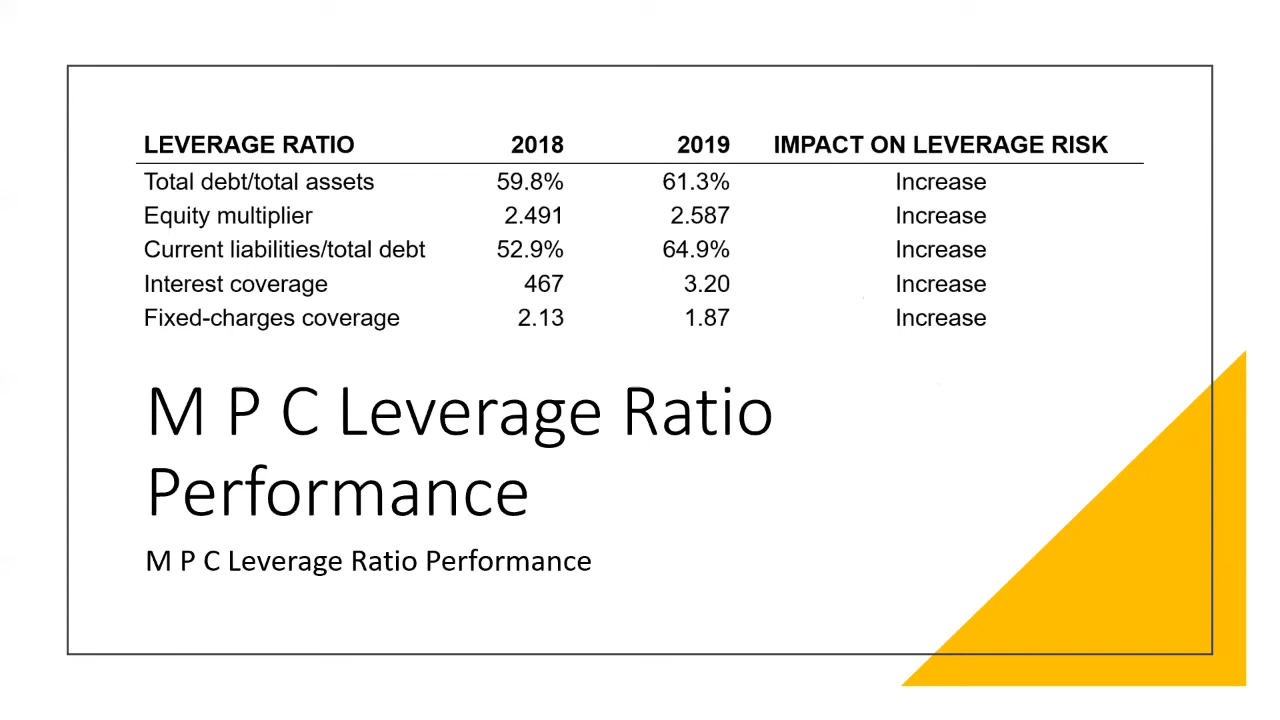 LEVERAGE RATIO 2018 2019 IMPACT ON LEVERAGE RISK
Total debt/total assets 59.8% 61.3% Increase
Equity multiplier 2.491 2.587 Increase
Current liabilities/total debt 52.9% 64.9% Increase
Interest coverage 467 3.20 Increase
Fixed-charges coverage 2.13 1.87 Increase
M P C Leverage Ratio
Performance
M P C Leverage Ratio Performance